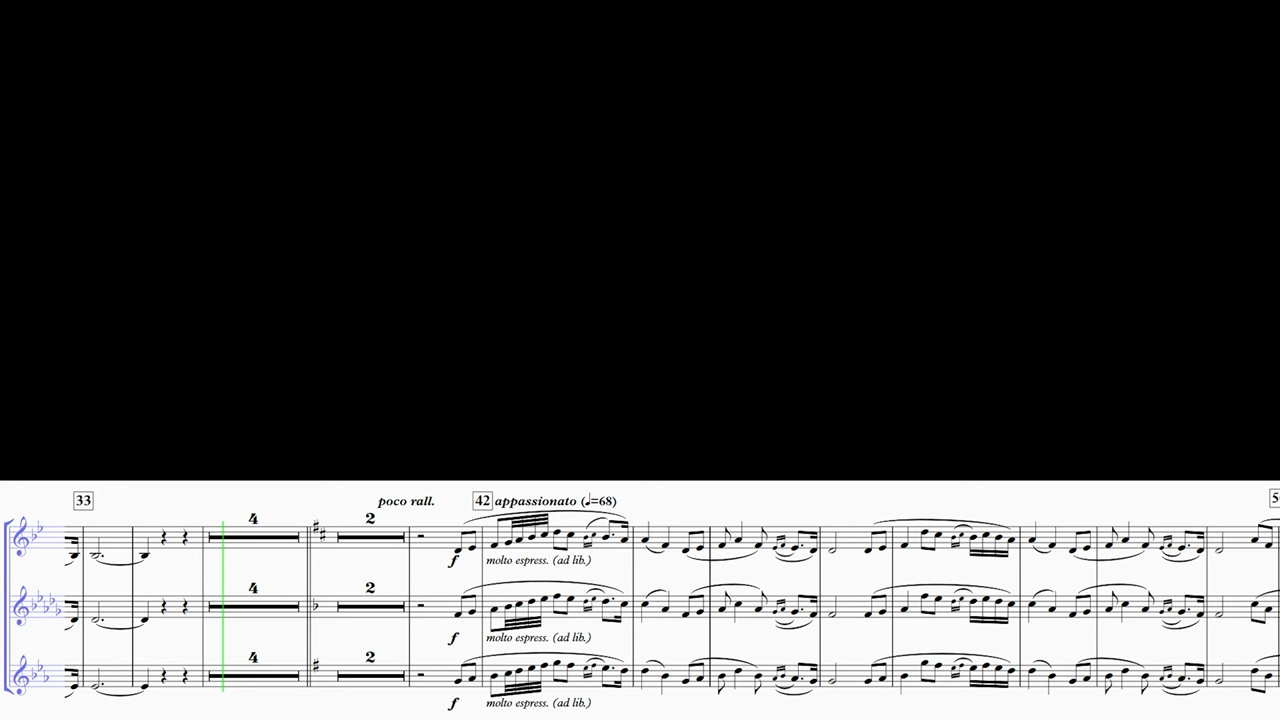 33
poco rall.
42 appassionato (♩=68)
4
2
f
molto espress. (ad lib.)
4
2
f
molto espress. (ad lib.)
4
2
f
molto espress. (ad lib.)